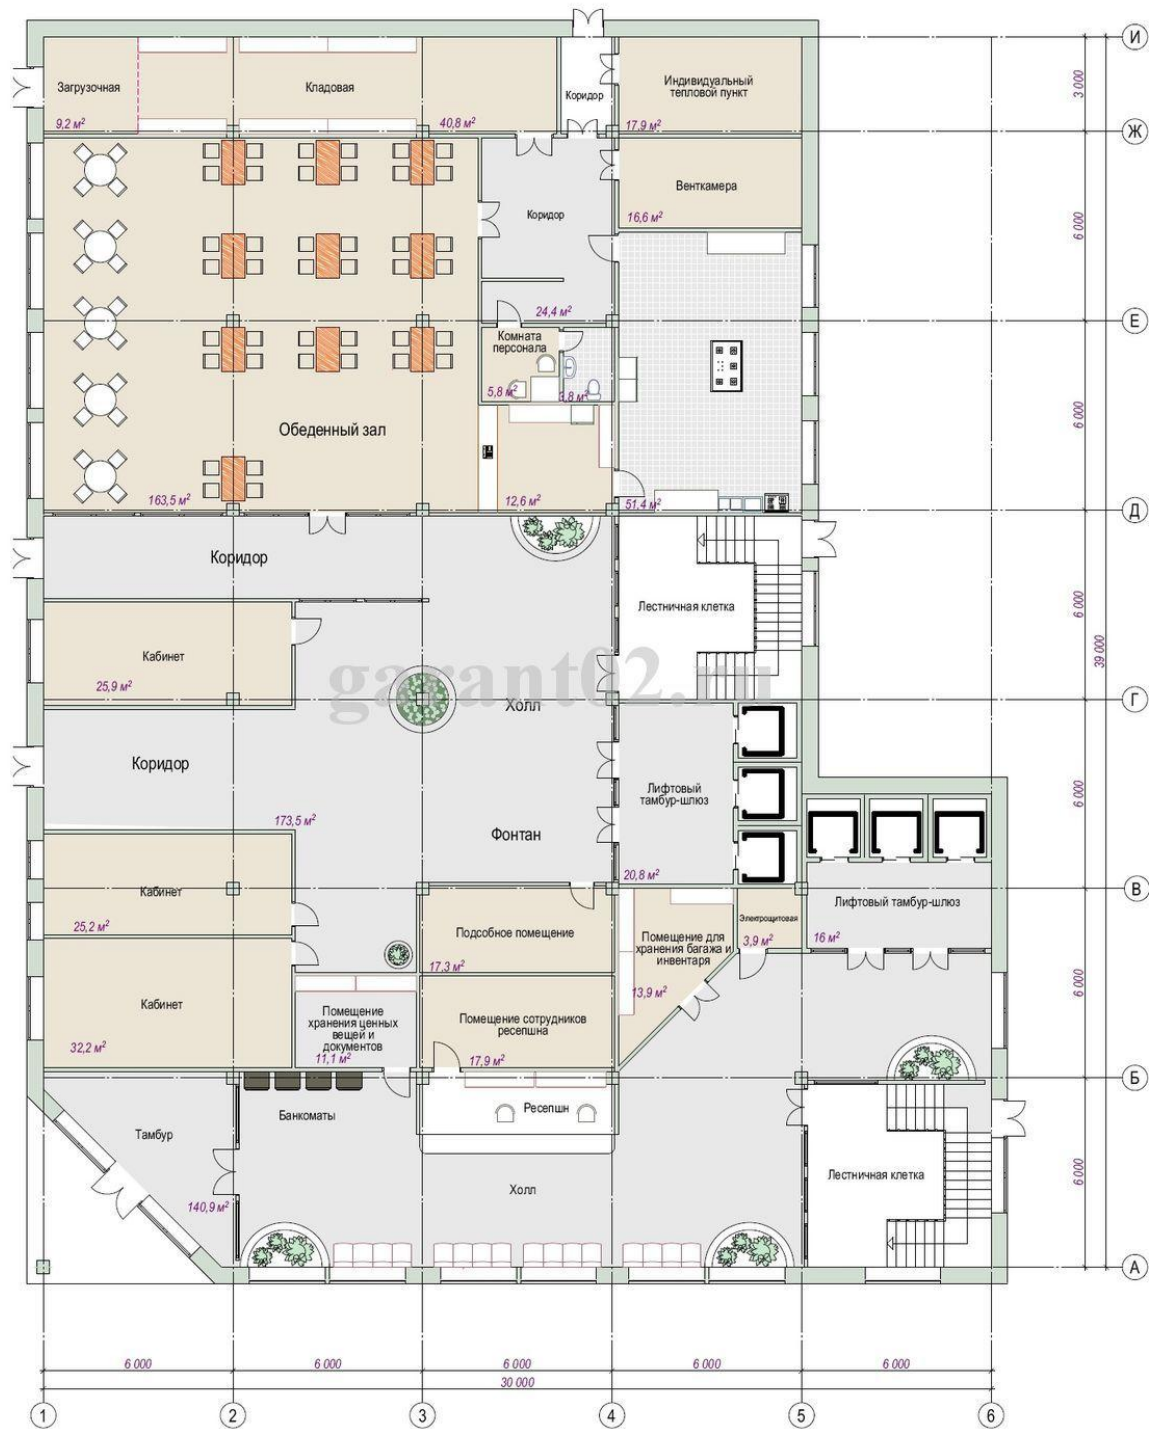 И
Загрузочная
9,2 м²
Кладовая
40,8 м²
Коридор
Индивидуальный
тепловой пункт
17.9 м²
3 000
Ж
Венткамера
16,6 м²
Коридор
24,4 м²
6 000
Е
Комната
персонала
5,8 м²
3,8 м²
Обеденный зал
163,5 м²
12,6 м²
51,4 м²
6 000
Д
Коридор
Лестничная клетка
6 000
39 000
Кабинет
25,9 м²
garant02.ru
Холл
Г
Коридор
173,5 м²
Фонтан
Лифтовый
тамбур-шлюз
20,8 м²
6 000
В
Кабинет
25,2 м²
Подсобное помещение
17.3 м²
Помещение для
хранения багажа и
инвентаря
13,9 м²
Электрощитовая
3,9 м²
Лифтовый тамбур-шлюз
16 м²
6 000
Кабинет
32,2 м²
Помещение
хранения ценных
вещей и
документов
11,1 м²
Помещение сотрудников
ресепшна
17,9 м²
Б
Тамбур
140,9 м²
Банкоматы
Ресепшн
Холл
Лестничная клетка
6 000
А
6 000
6 000
6 000
6 000
6 000
30 000
1
2
3
4
5
6